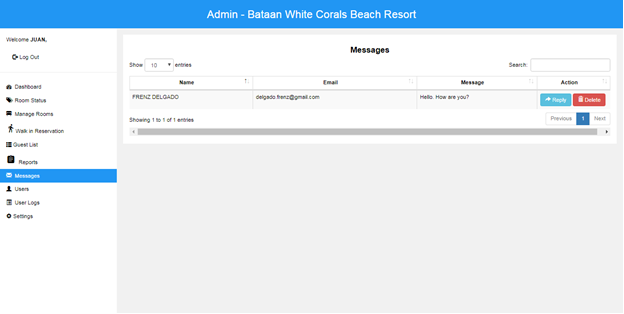 Admin - Bataan White Corals Beach Resort
Welcome JUAN,
Log Out
Dashboard
Room Status
Manage Rooms
Walk in Reservation
Guest List
Reports
Messages
Users
User Logs
Settings
Messages
Show 10 entries
Search:
Name Email Message Action
FRENZ DELGADO delgado.frenz@gmail.com Hello. How are you? Reply Delete
Showing 1 to 1 of 1 entries
Previous 1 Next